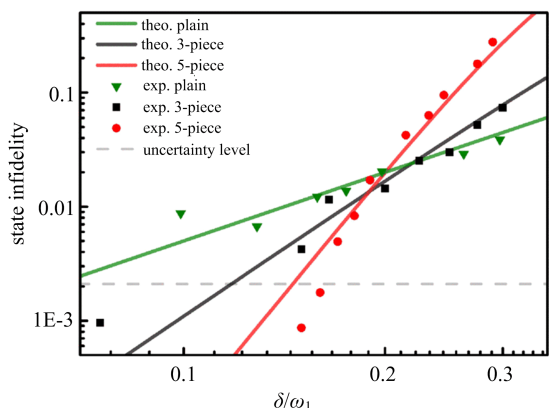 theo. plain
theo. 3-piece
theo. 5-piece
exp. plain
exp. 3-piece
exp. 5-piece
uncertainty level
state infidelity
0.1
0.01
1E-3
0.1
0.2
0.3
δ/ω₁